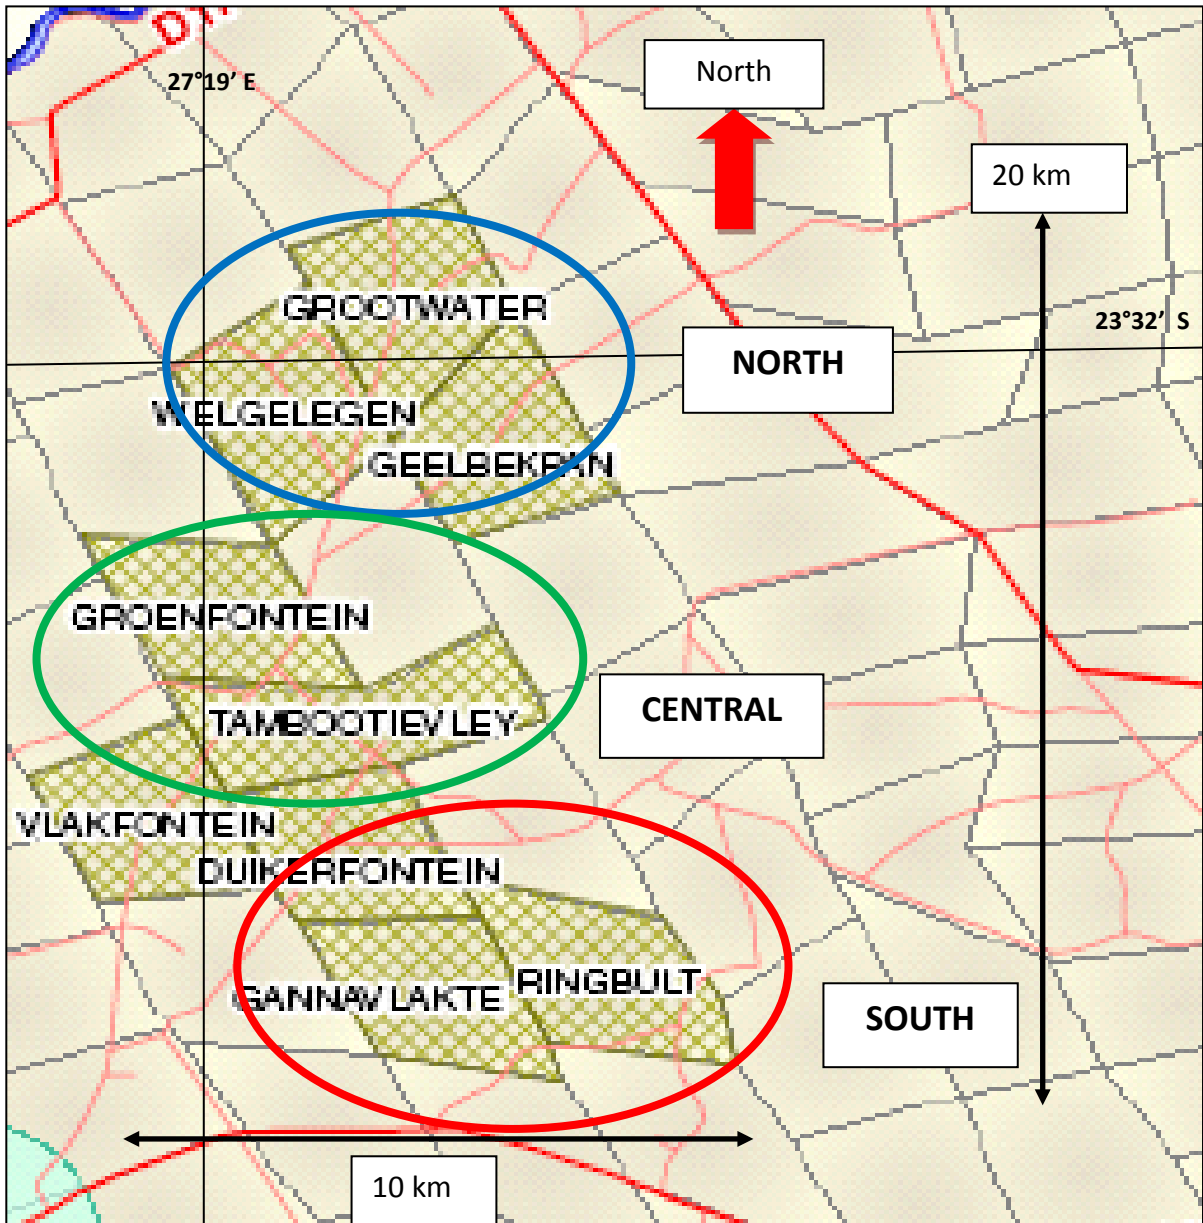 27°19' E
North
20 km
GROOTWATER
23°32' S
NORTH
WELGELEGEN
GEELBEKPAN
GROENFONTEIN
CENTRAL
TAMBOOTIEVLEY
VLAKFONTEIN
DUIKERFONTEIN
RINGBULT
GANNAVLAKTE
SOUTH
10 km